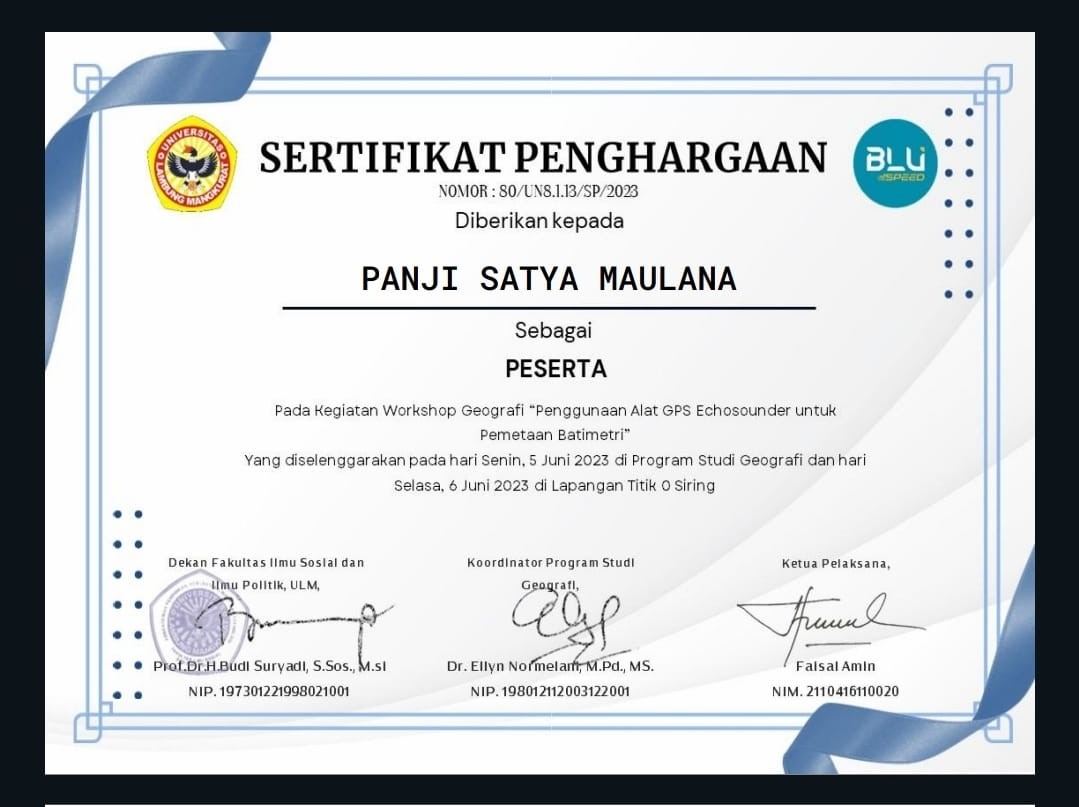 UNIVERSITAS
LAMBUNG MANGKURAT
SERTIFIKAT PENGHARGAAN
BLU
SPEED
NOMOR : 80/UN8.1.13/SP/2023
Diberikan kepada
PANJI SATYA MAULANA
Sebagai
PESERTA
Pada Kegiatan Workshop Geografi “Penggunaan Alat GPS Echosounder untuk
Pemetaan Batimetri”
Yang diselenggarakan pada hari Senin, 5 Juni 2023 di Program Studi Geografi dan hari
Selasa, 6 Juni 2023 di Lapangan Titik 0 Siring
Dekan Fakultas Ilmu Sosial dan
Ilmu Politik, ULM,
Prof.Dr.H.Budi Suryadi, S.Sos., M.si
NIP. 197301221998021001
Koordinator Program Studi
Geografi,
Dr. Ellyn Normelani, M.Pd., MS.
NIP. 198012112003122001
Ketua Pelaksana,
Faisal Amin
NIM. 2110416110020